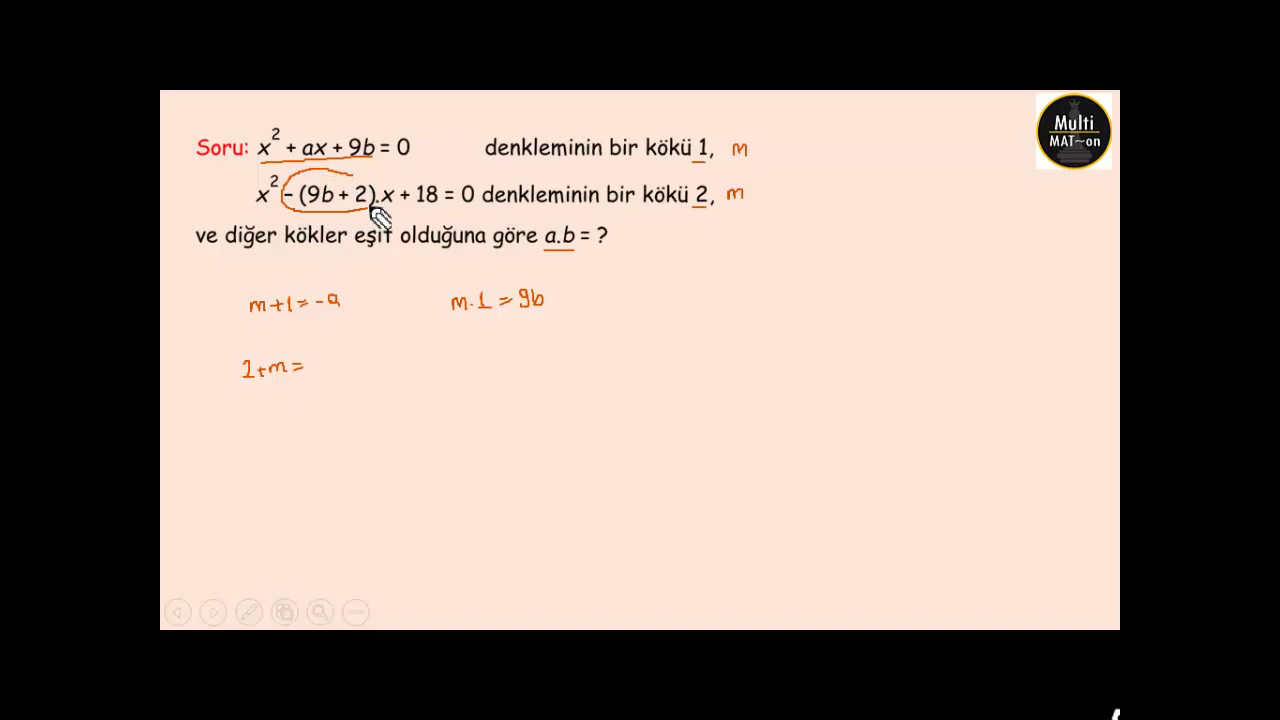 Multi
MAT~on
Soru: x² + ax + 9b = 0 denkleminin bir kökü 1, m
x² - (9b + 2).x + 18 = 0 denkleminin bir kökü 2, m
ve diğer kökler eşit olduğuna göre a.b = ?
m+1=-a m.1=9b
2+m=